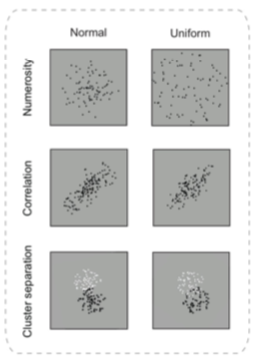 Normal
Uniform
Numerosity
Correlation
Cluster separation